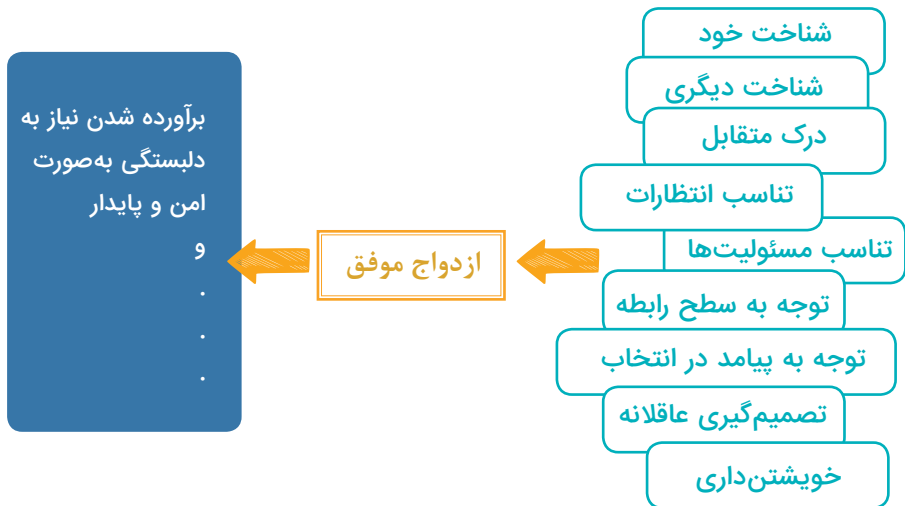 شناخت خود
شناخت دیگری
درک متقابل
تناسب انتظارات
تناسب مسئولیت‌ها
توجه به سطح رابطه
توجه به پیامد در انتخاب
تصمیم‌گیری عاقلانه
خویشتن‌داری
ازدواج موفق
برآورده شدن نیاز به
دلبستگی به‌صورت
امن و پایدار
و
.
.
.